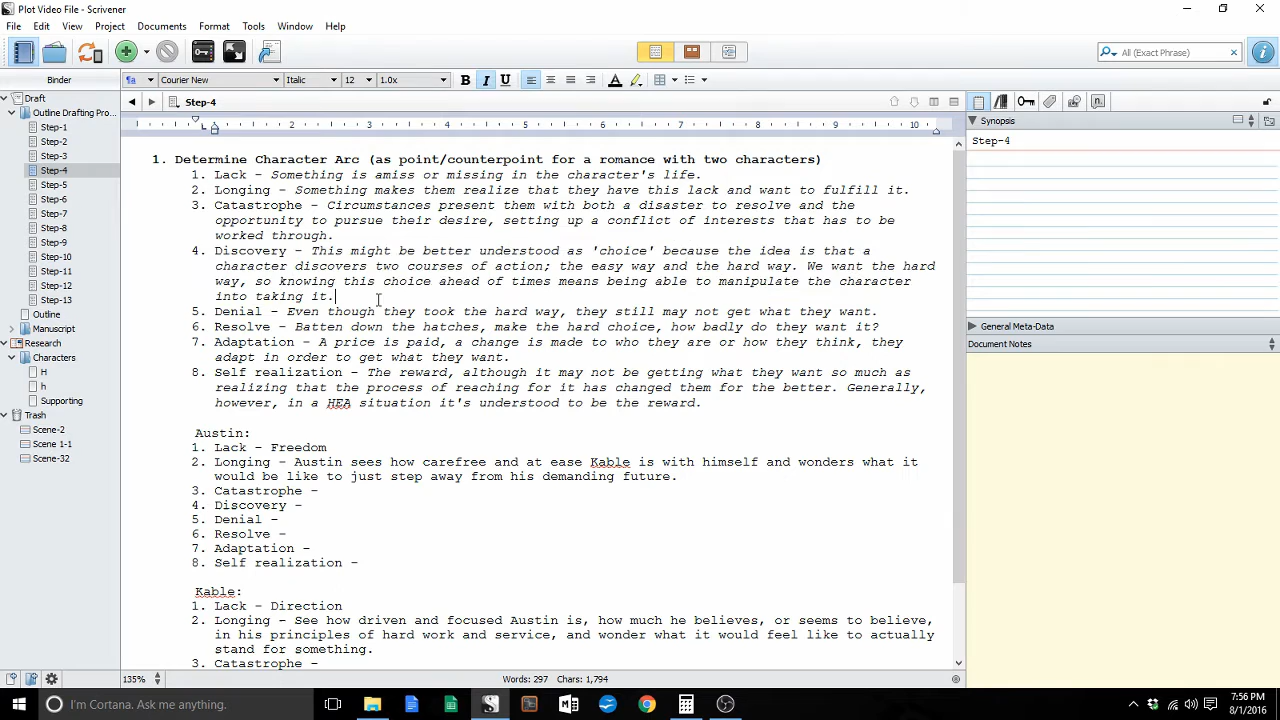 Plot Video File - Scrivener
File Edit View Project Documents Format Tools Window Help
All (Exact Phrase)
Binder
¶a Courier New Italic 12 1.0x B I U A
Draft
Outline Drafting Pro...
Step-1
Step-2
Step-3
Step-4
Step-5
Step-6
Step-7
Step-8
Step-9
Step-10
Step-11
Step-12
Step-13
Outline
Manuscript
Research
Characters
H
h
Supporting
Trash
Scene-2
Scene 1-1
Scene-32
Step-4
2 3 4 5 6 7 8 9 10
1. Determine Character Arc (as point/counterpoint for a romance with two characters)
1. Lack - Something is amiss or missing in the character's life.
2. Longing - Something makes them realize that they have this lack and want to fulfill it.
3. Catastrophe - Circumstances present them with both a disaster to resolve and the
opportunity to pursue their desire, setting up a conflict of interests that has to be
worked through.
4. Discovery - This might be better understood as 'choice' because the idea is that a
character discovers two courses of action; the easy way and the hard way. We want the hard
way, so knowing this choice ahead of times means being able to manipulate the character
into taking it.
5. Denial - Even though they took the hard way, they still may not get what they want.
6. Resolve - Batten down the hatches, make the hard choice, how badly do they want it?
7. Adaptation - A price is paid, a change is made to who they are or how they think, they
adapt in order to get what they want.
8. Self realization - The reward, although it may not be getting what they want so much as
realizing that the process of reaching for it has changed them for the better. Generally,
however, in a HEA situation it's understood to be the reward.
Austin:
1. Lack - Freedom
2. Longing - Austin sees how carefree and at ease Kable is with himself and wonders what it
would be like to just step away from his demanding future.
3. Catastrophe -
4. Discovery -
5. Denial -
6. Resolve -
7. Adaptation -
8. Self realization -
Kable:
1. Lack - Direction
2. Longing - See how driven and focused Austin is, how much he believes, or seems to believe,
in his principles of hard work and service, and wonder what it would feel like to actually
stand for something.
3. Catastrophe -
Synopsis
Step-4
General Meta-Data
Document Notes
135% Words: 297 Chars: 1,794
I'm Cortana. Ask me anything.
7:56 PM
8/1/2016